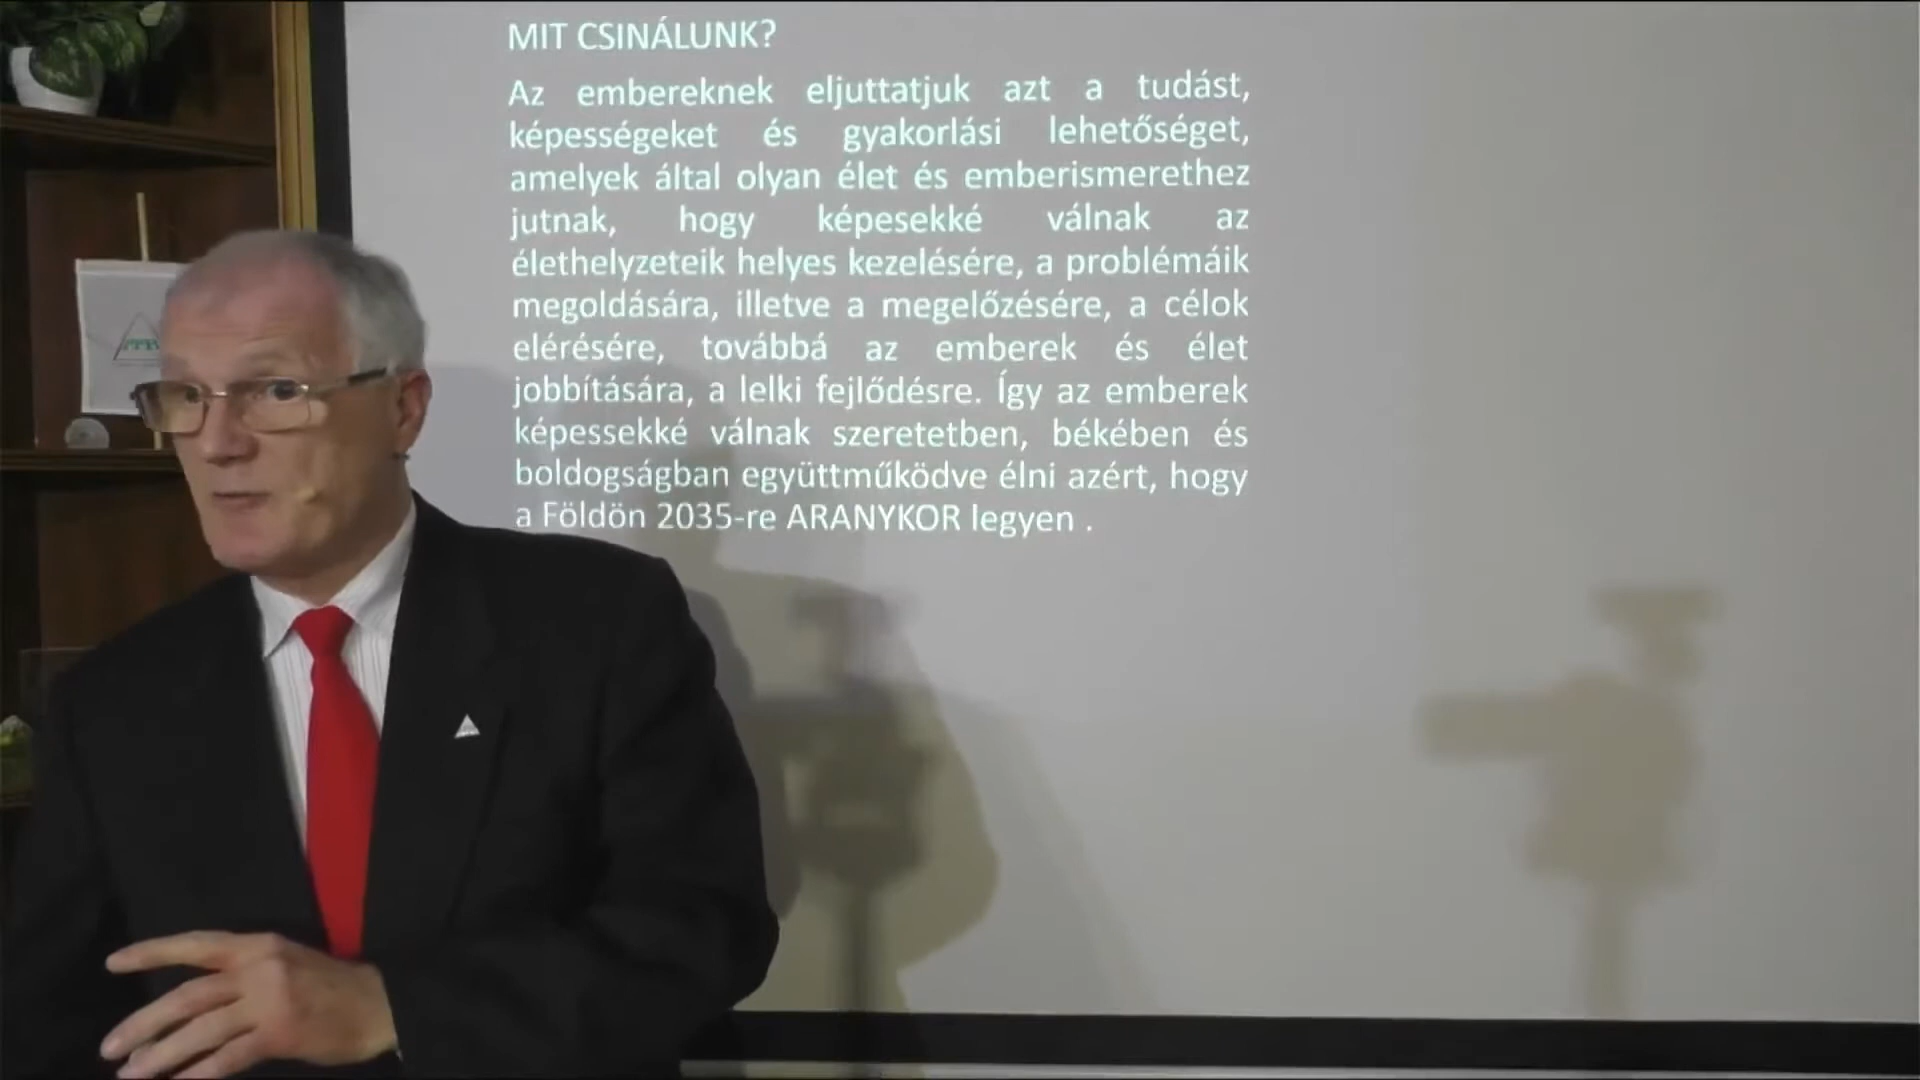 MIT CSINÁLUNK?
Az embereknek eljuttatjuk azt a tudást,
képességeket és gyakorlási lehetőséget,
amelyek által olyan élet és emberismerethez
jutnak, hogy képesekké válnak az
élethelyzeteik helyes kezelésére, a problémáik
megoldására, illetve a megelőzésére, a célok
elérésére, továbbá az emberek és élet
jobbítására, a lelki fejlődésre. Így az emberek
képessekké válnak szeretetben, békében és
boldogságban együttműködve élni azért, hogy
a Földön 2035-re ARANYKOR legyen .